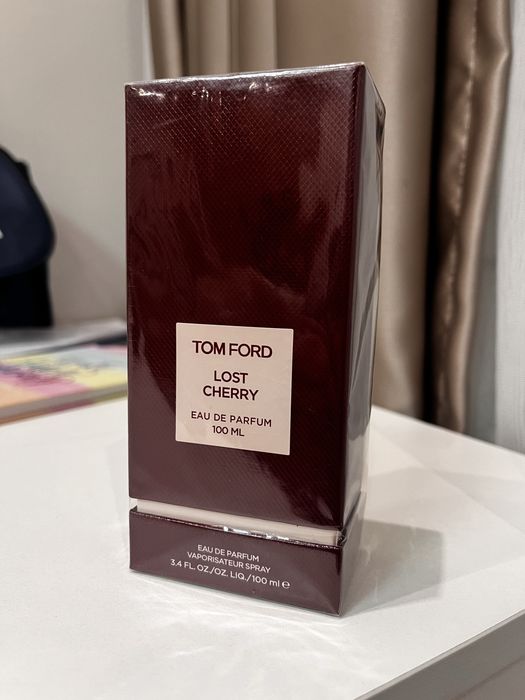 TOM FORD
LOST
CHERRY
EAU DE PARFUM
100 ML
EAU DE PARFUM
VAPORISATEUR SPRAY
3.4 FL. OZ./OZ. LIQ./100 ml ℮